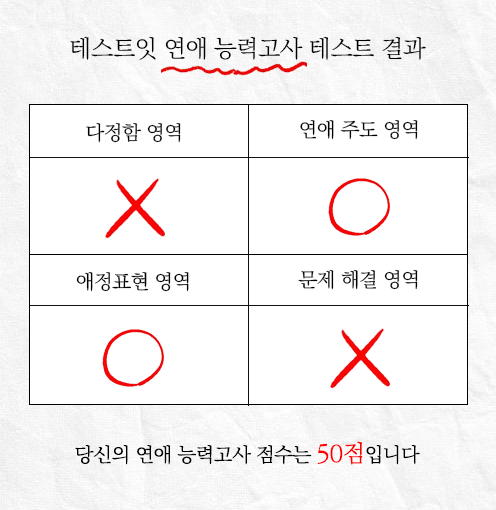 테스트잇 연애 능력고사 테스트 결과
다정함 영역 연애 주도 영역
애정표현 영역 문제 해결 영역
당신의 연애 능력고사 점수는 50점입니다